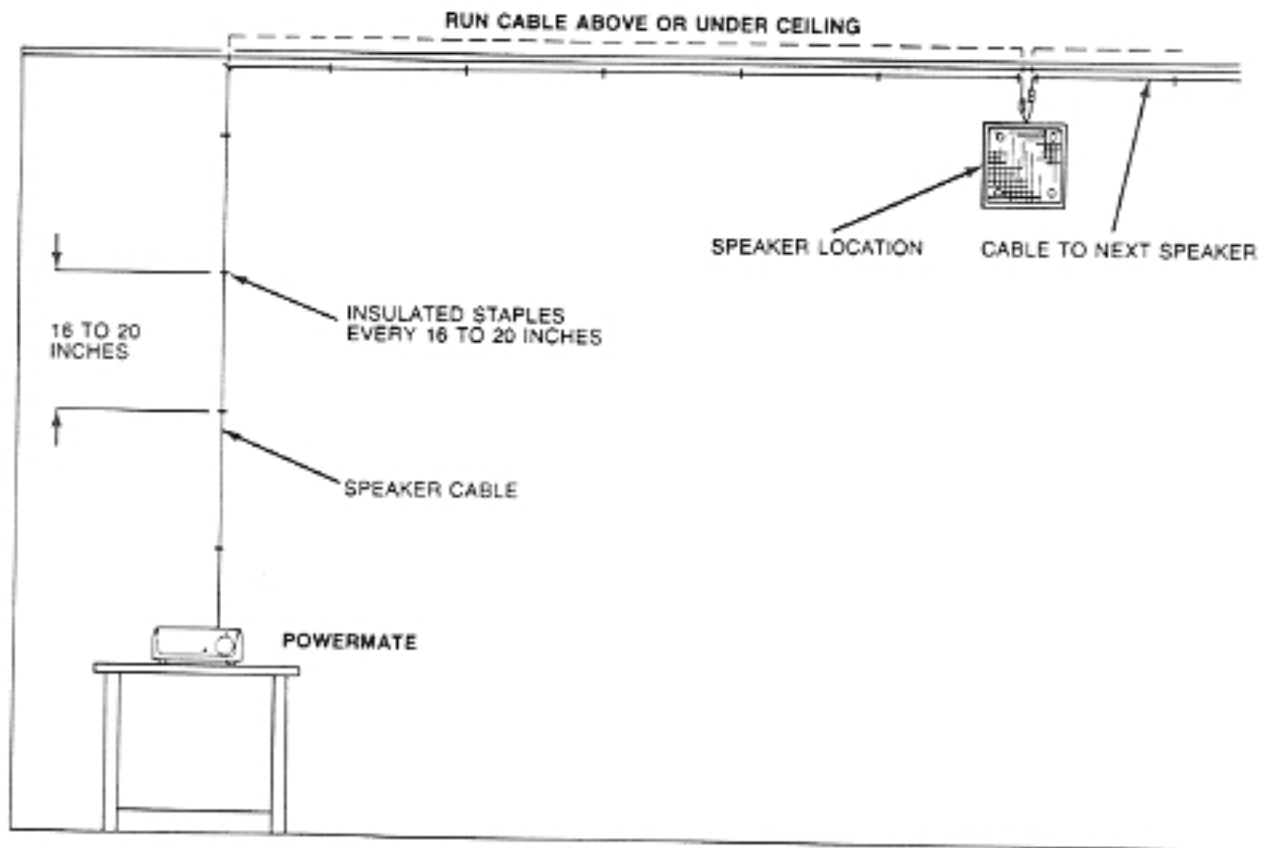 RUN CABLE ABOVE OR UNDER CEILING
SPEAKER LOCATION
CABLE TO NEXT SPEAKER
INSULATED STAPLES
EVERY 16 TO 20 INCHES
16 TO 20
INCHES
SPEAKER CABLE
POWERMATE